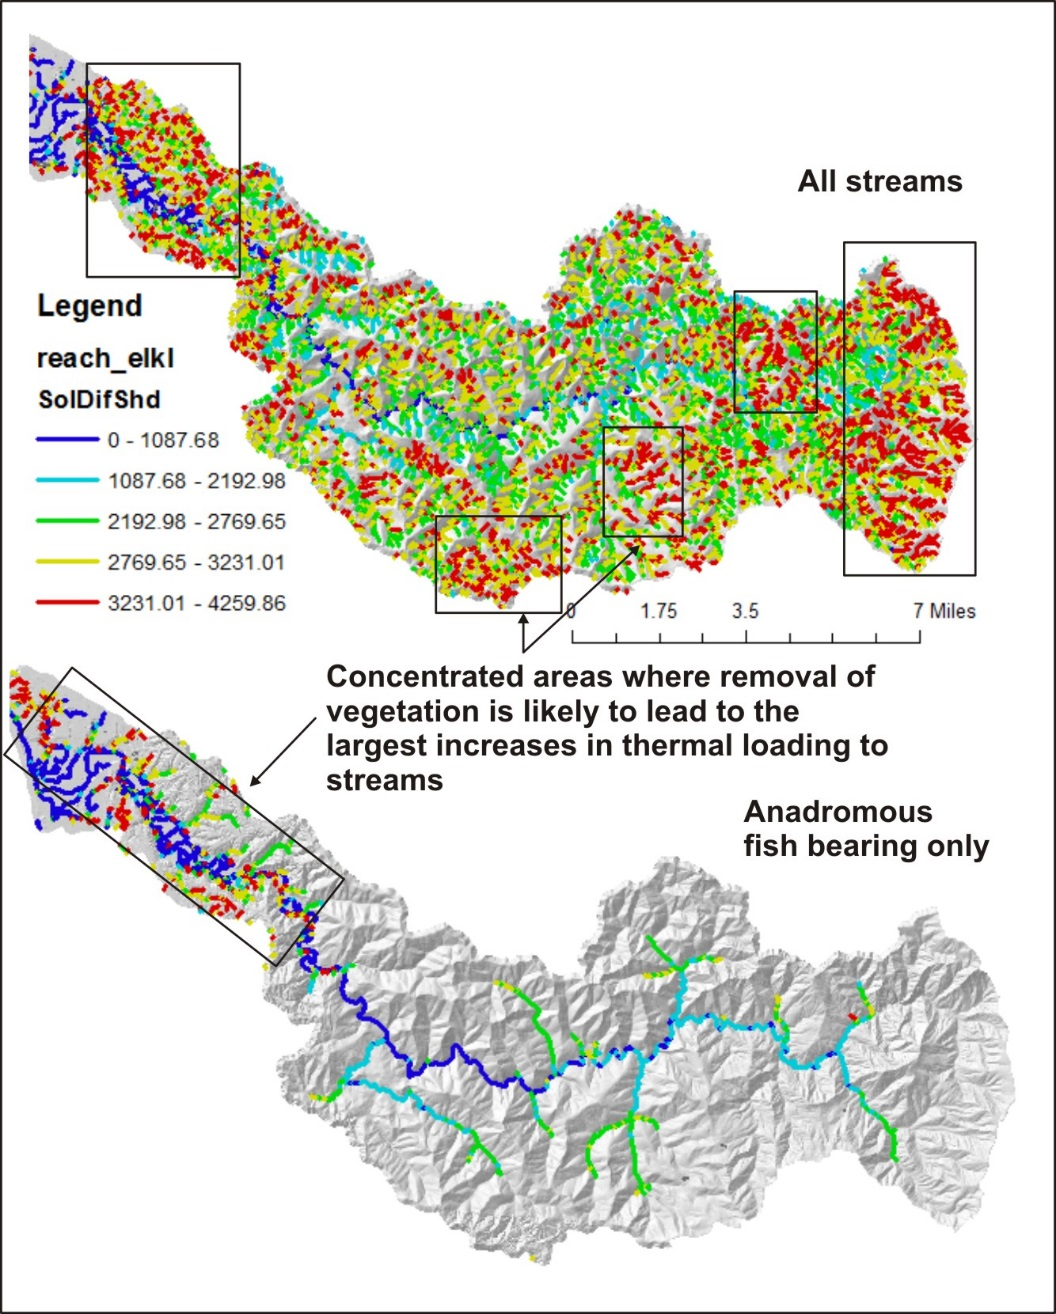 All streams
Legend
reach_elkI
SolDifShd
0 - 1087.68
1087.68 - 2192.98
2192.98 - 2769.65
2769.65 - 3231.01
3231.01 - 4259.86
0 1.75 3.5 7 Miles
Concentrated areas where removal of
vegetation is likely to lead to the
largest increases in thermal loading to
streams
Anadromous
fish bearing only